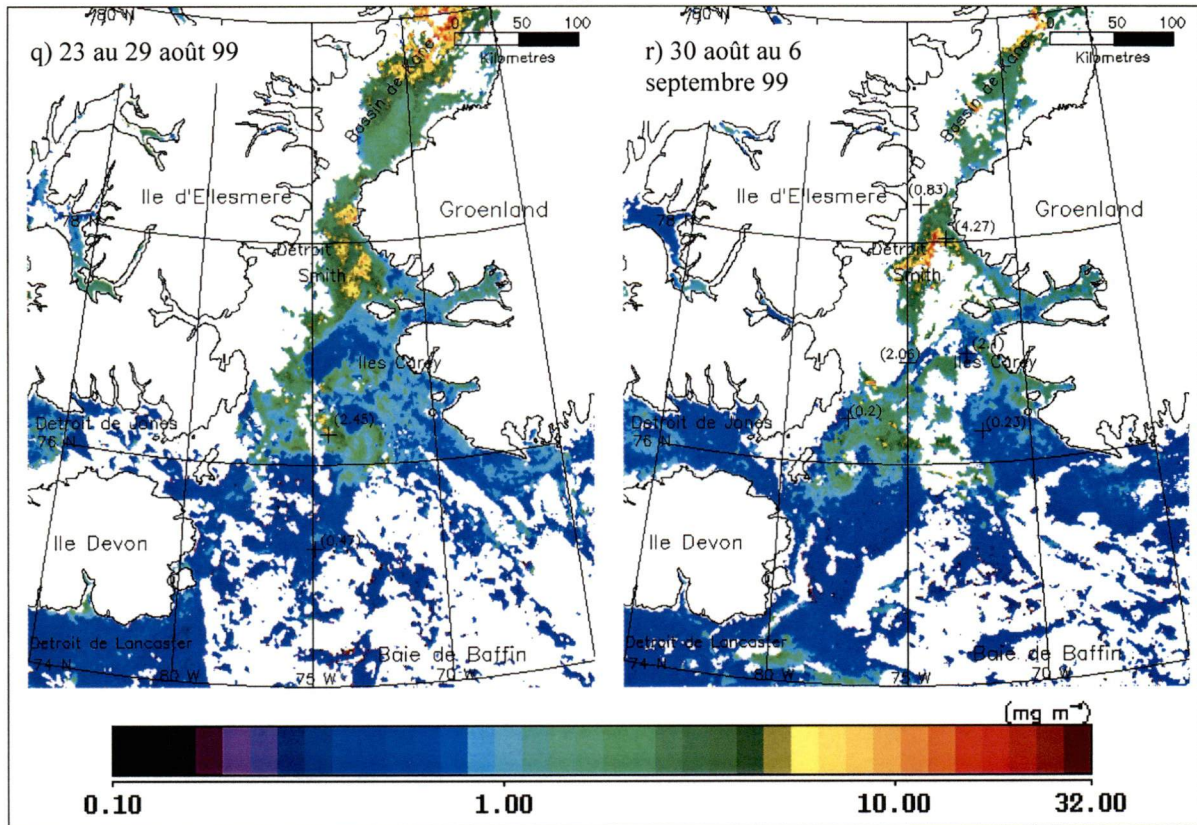 q) 23 au 29 août 99
0 50 100
Kilometres
Bassin de Kane
Ile d'Ellesmere
Groenland
78 N
Detroit
Smith
Iles Carey
(2.45)
Detroit de Jones
76 N
(0.47)
Ile Devon
Detroit de Lancaster
74 N
Baie de Baffin
80 W
75 W
70 W
r) 30 août au 6
septembre 99
0 50 100
Kilometres
Bassin de Kane
Ile d'Ellesmere
(0.83)
Groenland
78 N
(4.27)
Detroit
Smith
(2.06)
Iles Carey
(0.2)
(0.23)
Detroit de Jones
76 N
Ile Devon
Detroit de Lancaster
74 N
Baie de Baffin
80 W
75 W
70 W
0.10
1.00
10.00
32.00